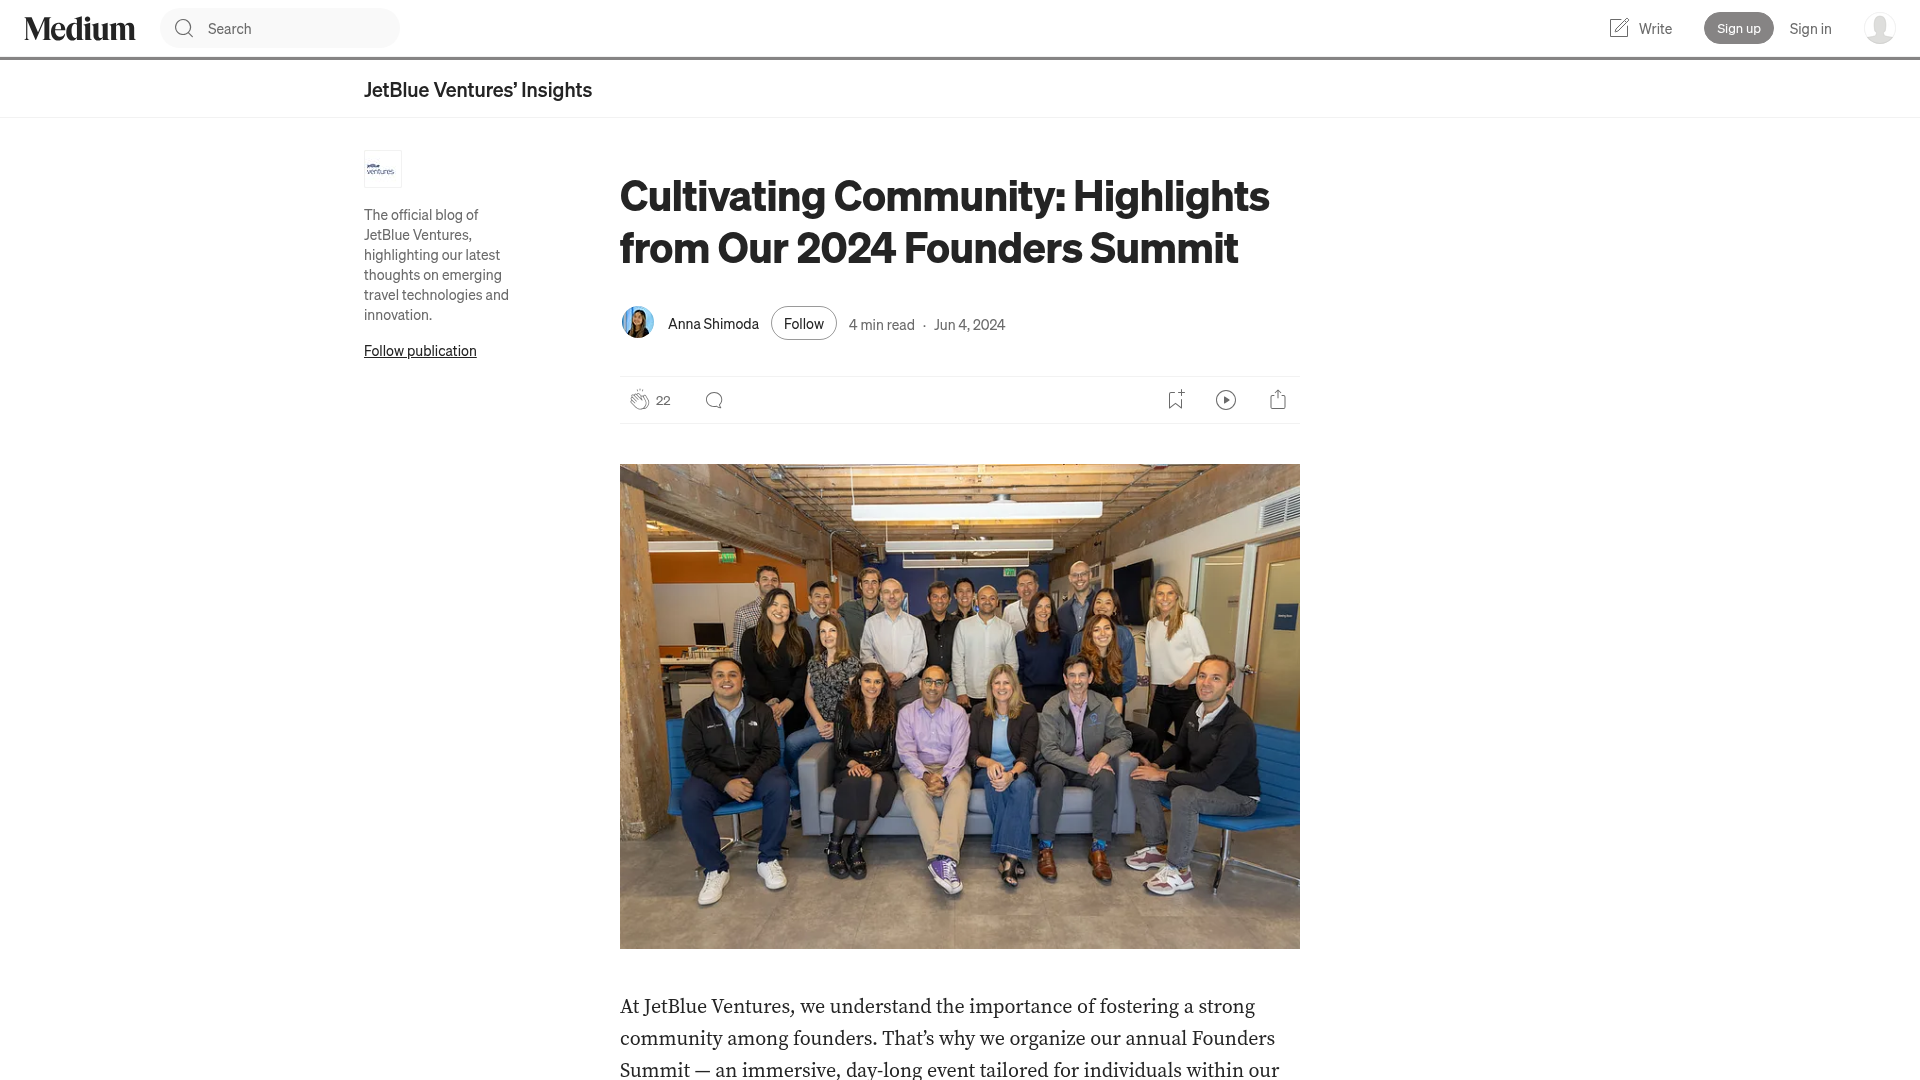 Medium
Search
Write
Sign up
Sign in
JetBlue Ventures’ Insights
jetBlue
ventures
The official blog of
JetBlue Ventures,
highlighting our latest
thoughts on emerging
travel technologies and
innovation.
Follow publication
Cultivating Community: Highlights
from Our 2024 Founders Summit
Anna Shimoda
Follow
4 min read · Jun 4, 2024
22
At JetBlue Ventures, we understand the importance of fostering a strong
community among founders. That’s why we organize our annual Founders
Summit — an immersive, day-long event tailored for individuals within our